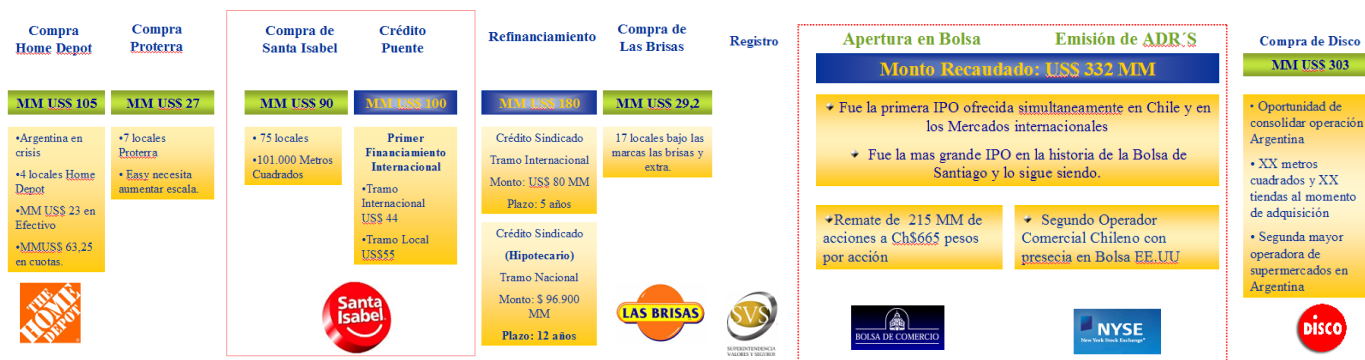 Compra
Home Depot
MM US$ 105
•Argentina en
crisis
•4 locales Home
Depot
•MM US$ 23 en
Efectivo
•MMUS$ 63,25
en cuotas.
THE
HOME
DEPOT
Compra
Proterra
MM US$ 27
•7 locales
Proterra
• Easy necesita
aumentar escala.
Compra de
Santa Isabel
MM US$ 90
• 75 locales
•101.000 Metros
Cuadrados
Crédito
Puente
MM US$ 100
Primer
Financiamiento
Internacional
•Tramo
Internacional
US$ 44
•Tramo Local
US$55
Santa
Isabel
Refinanciamiento
MM US$ 180
Crédito Sindicado
Tramo Internacional
Monto: US$ 80 MM
Plazo: 5 años
Crédito Sindicado
(Hipotecario)
Tramo Nacional
Monto: $ 96.900
MM
Plazo: 12 años
Compra de
Las Brisas
MM US$ 29,2
17 locales bajo las
marcas las brisas y
extra.
LAS BRISAS
Registro
SVS
SUPERINTENDENCIA
VALORES Y SEGUROS
Apertura en Bolsa
Emisión de ADR´S
Monto Recaudado: US$ 332 MM
Fue la primera IPO ofrecida simultaneamente en Chile y en
los Mercados internacionales
Fue la mas grande IPO en la historia de la Bolsa de
Santiago y lo sigue siendo.
Remate de 215 MM de
acciones a Ch$665 pesos
por acción
BOLSA DE COMERCIO
Segundo Operador
Comercial Chileno con
presecia en Bolsa EE.UU
NYSE
New York Stock Exchange
Compra de Disco
MM US$ 303
• Oportunidad de
consolidar operación
Argentina
• XX metros
cuadrados y XX
tiendas al momento
de adquisición
• Segunda mayor
operadora de
supermercados en
Argentina
DISCO